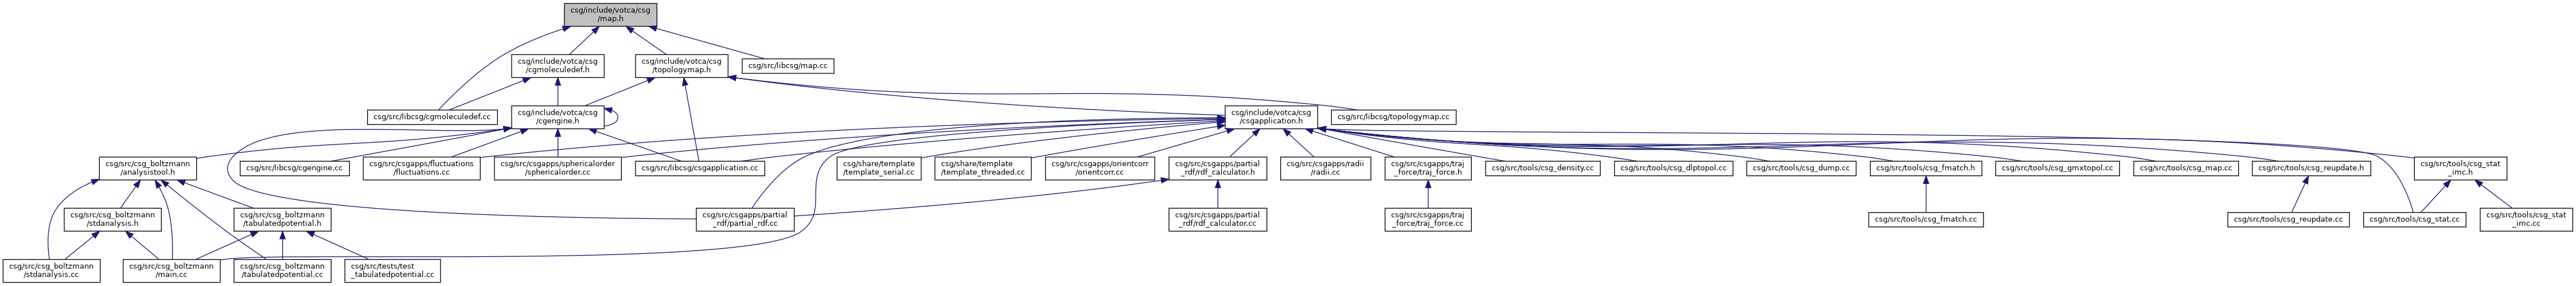 csg/include/votca/csg
/map.h
csg/include/votca/csg
/cgmoleculedef.h
csg/include/votca/csg
/topologymap.h
csg/src/libcsg/map.cc
csg/src/libcsg/cgmoleculedef.cc
csg/include/votca/csg
/cgengine.h
csg/include/votca/csg
/csgapplication.h
csg/src/libcsg/topologymap.cc
csg/src/csg_boltzmann
/analysistool.h
csg/src/libcsg/cgengine.cc
csg/src/csgapps/fluctuations
/fluctuations.cc
csg/src/csgapps/sphericalorder
/sphericalorder.cc
csg/src/libcsg/csgapplication.cc
csg/share/template
/template_serial.cc
csg/share/template
/template_threaded.cc
csg/src/csgapps/orientcorr
/orientcorr.cc
csg/src/csgapps/partial
_rdf/rdf_calculator.h
csg/src/csgapps/radii
/radii.cc
csg/src/csgapps/traj
_force/traj_force.h
csg/src/tools/csg_density.cc
csg/src/tools/csg_dlptopol.cc
csg/src/tools/csg_dump.cc
csg/src/tools/csg_fmatch.h
csg/src/tools/csg_gmxtopol.cc
csg/src/tools/csg_map.cc
csg/src/tools/csg_reupdate.h
csg/src/tools/csg_stat
_imc.h
csg/src/csg_boltzmann
/stdanalysis.h
csg/src/csg_boltzmann
/tabulatedpotential.h
csg/src/csgapps/partial
_rdf/partial_rdf.cc
csg/src/csgapps/partial
_rdf/rdf_calculator.cc
csg/src/csgapps/traj
_force/traj_force.cc
csg/src/tools/csg_fmatch.cc
csg/src/tools/csg_reupdate.cc
csg/src/tools/csg_stat.cc
csg/src/tools/csg_stat
_imc.cc
csg/src/csg_boltzmann
/stdanalysis.cc
csg/src/csg_boltzmann
/main.cc
csg/src/csg_boltzmann
/tabulatedpotential.cc
csg/src/tests/test
_tabulatedpotential.cc